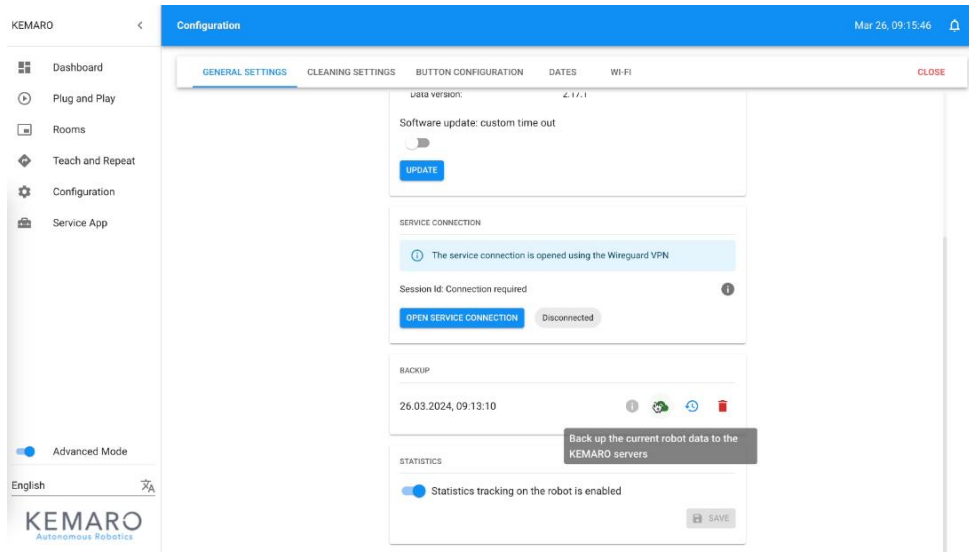 KEMARO
Configuration
Mar 26, 09:15:46
Dashboard
Plug and Play
Rooms
Teach and Repeat
Configuration
Service App
Advanced Mode
English
KEMARO
Autonomous Robotics
GENERAL SETTINGS
CLEANING SETTINGS
BUTTON CONFIGURATION
DATES
WI-FI
CLOSE
Data version: 2.17.1
Software update: custom time out
UPDATE
SERVICE CONNECTION
The service connection is opened using the Wireguard VPN
Session Id: Connection required
OPEN SERVICE CONNECTION
Disconnected
BACKUP
26.03.2024, 09:13:10
Back up the current robot data to the
KEMARO servers
STATISTICS
Statistics tracking on the robot is enabled
SAVE